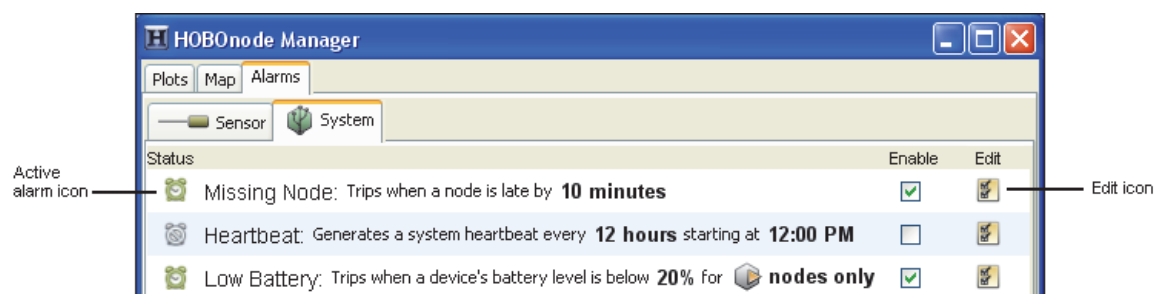 HOBOnode Manager
Plots Map Alarms
Sensor System
Status Enable Edit
Active
alarm icon
Missing Node: Trips when a node is late by 10 minutes
Edit icon
Heartbeat: Generates a system heartbeat every 12 hours starting at 12:00 PM
Low Battery: Trips when a device's battery level is below 20% for nodes only